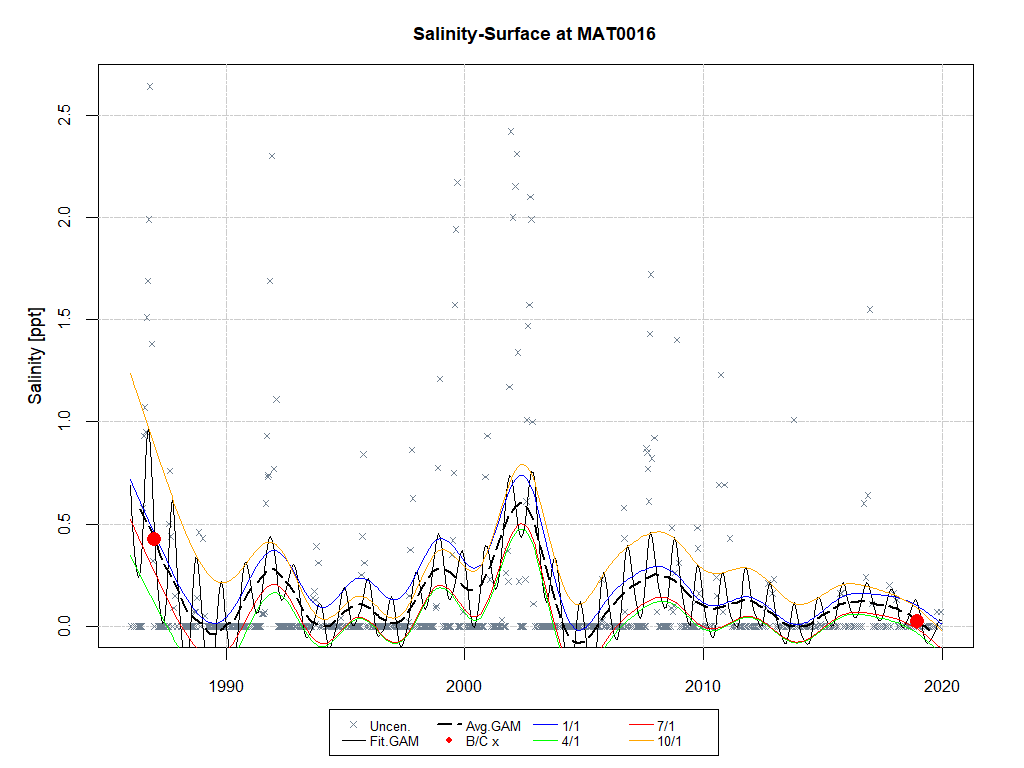 Salinity-Surface at MAT0016
Salinity [ppt]
2.5
2.0
1.5
1.0
0.5
0.0
1990 2000 2010 2020
Uncen. Avg.GAM 1/1 7/1
Fit.GAM B/C x 4/1 10/1